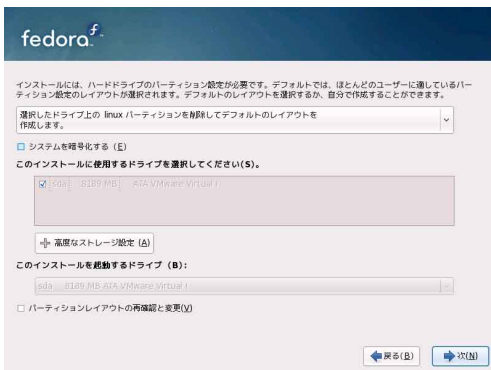 fedora
インストールには、ハードドライブのパーティション設定が必要です。デフォルトでは、ほとんどのユーザーに適しているパー
ティション設定のレイアウトが選択されます。デフォルトのレイアウトを選択するか、自分で作成することができます。
選択したドライブ上の linux パーティションを削除してデフォルトのレイアウトを
作成します。
システムを暗号化する (E)
このインストールに使用するドライブを選択してください(S)。
sda 8189 MB ATA VMware Virtual I
高度なストレージ設定 (A)
このインストールを起動するドライブ (B):
sda 8189 MB ATA VMware Virtual I
パーティションレイアウトの再確認と変更(V)
戻る(B) 次(N)